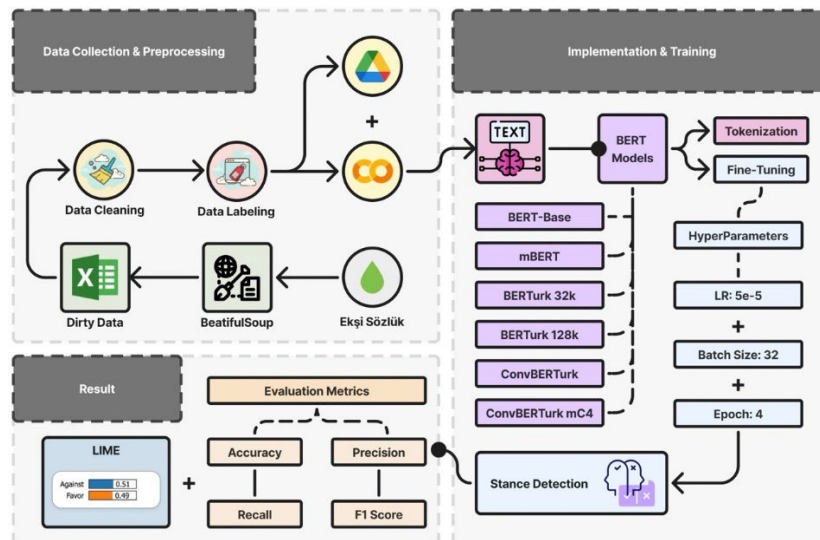 Data Collection & Preprocessing
+
Data Cleaning
Data Labeling
Dirty Data
BeatifulSoup
Ekşi Sözlük
Implementation & Training
TEXT
BERT
Models
Tokenization
Fine-Tuning
BERT-Base
mBERT
BERTurk 32k
BERTurk 128k
ConvBERTurk
ConvBERTurk mC4
HyperParameters
LR: 5e-5
+
Batch Size: 32
+
Epoch: 4
Stance Detection
Result
LIME
Against 0.51
Favor 0.49
+
Evaluation Metrics
Accuracy
Precision
Recall
F1 Score